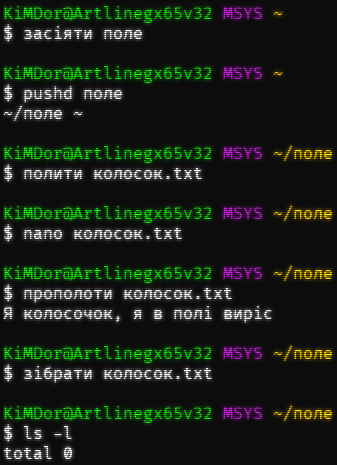 KiMDor@Artlinegx65v32 MSYS ~
$ засіяти поле
KiMDor@Artlinegx65v32 MSYS ~
$ pushd поле
~/поле ~
KiMDor@Artlinegx65v32 MSYS ~/поле
$ полити колосок.txt
KiMDor@Artlinegx65v32 MSYS ~/поле
$ nano колосок.txt
KiMDor@Artlinegx65v32 MSYS ~/поле
$ прополоти колосок.txt
Я колосочок, я в полі виріс
KiMDor@Artlinegx65v32 MSYS ~/поле
$ зібрати колосок.txt
KiMDor@Artlinegx65v32 MSYS ~/поле
$ ls -l
total 0